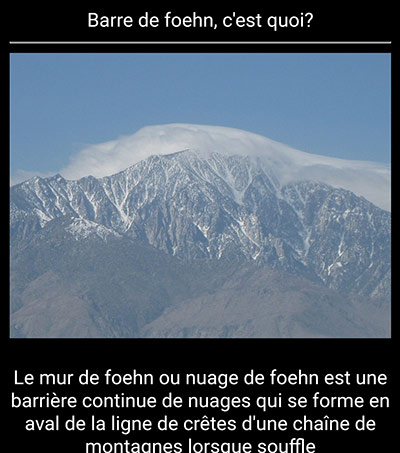 Barre de foehn, c'est quoi?
Le mur de foehn ou nuage de foehn est une
barrière continue de nuages qui se forme en
aval de la ligne de crêtes d'une chaîne de
montagnes lorsque souffle